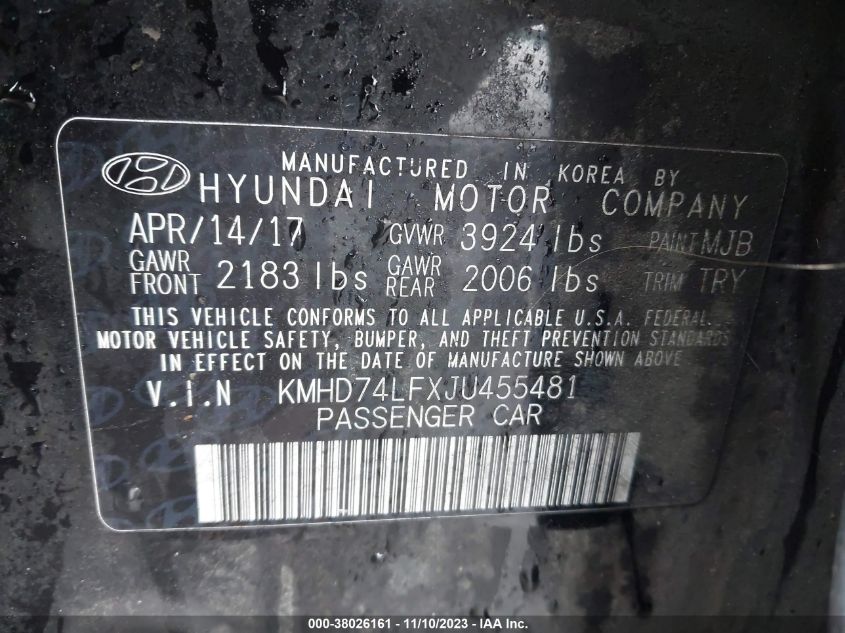 MANUFACTURED IN KOREA BY
HYUNDAI MOTOR COMPANY
APR/14/17 GVWR 3924 lbs PAINT MJB
GAWR FRONT 2183 lbs GAWR REAR 2006 lbs TRIM TRY
THIS VEHICLE CONFORMS TO ALL APPLICABLE U.S.A. FEDERAL
MOTOR VEHICLE SAFETY, BUMPER, AND THEFT PREVENTION STANDARDS
IN EFFECT ON THE DATE OF MANUFACTURE SHOWN ABOVE
V.I.N KMHD74LFXJU455481
PASSENGER CAR
000-38026161 - 11/10/2023 - IAA Inc.